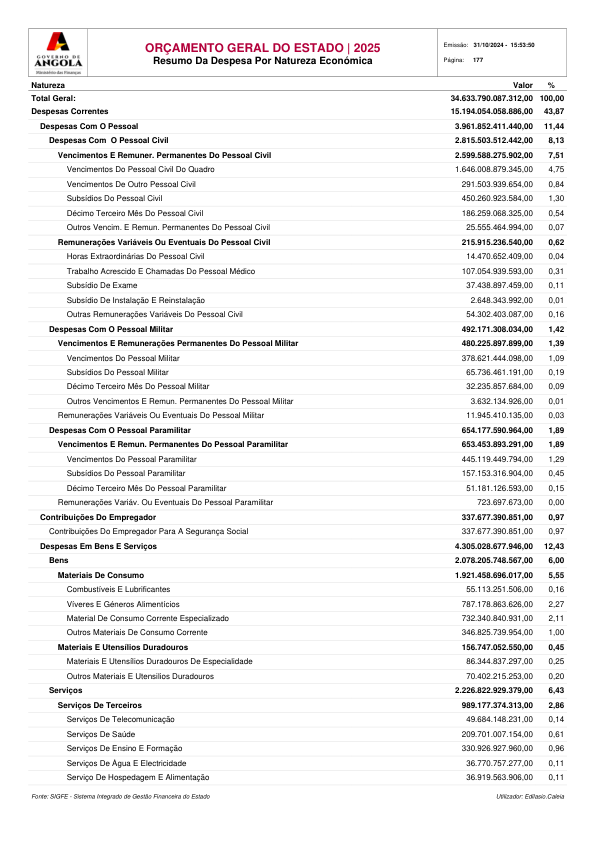 GOVERNO DE
ANGOLA
Ministério das Finanças
ORÇAMENTO GERAL DO ESTADO | 2025
Resumo Da Despesa Por Natureza Económica
Emissão: 31/10/2024 - 15:53:50
Página: 177
Natureza Valor %
Total Geral: 34.633.790.087.312,00 100,00
Despesas Correntes 15.194.054.058.886,00 43,87
Despesas Com O Pessoal 3.961.852.411.440,00 11,44
Despesas Com O Pessoal Civil 2.815.503.512.442,00 8,13
Vencimentos E Remuner. Permanentes Do Pessoal Civil 2.599.588.275.902,00 7,51
Vencimentos Do Pessoal Civil Do Quadro 1.646.008.879.345,00 4,75
Vencimentos De Outro Pessoal Civil 291.503.939.654,00 0,84
Subsídios Do Pessoal Civil 450.260.923.584,00 1,30
Décimo Terceiro Mês Do Pessoal Civil 186.259.068.325,00 0,54
Outros Vencim. E Remun. Permanentes Do Pessoal Civil 25.555.464.994,00 0,07
Remunerações Variáveis Ou Eventuais Do Pessoal Civil 215.915.236.540,00 0,62
Horas Extraordinárias Do Pessoal Civil 14.470.652.409,00 0,04
Trabalho Acrescido E Chamadas Do Pessoal Médico 107.054.939.593,00 0,31
Subsídio De Exame 37.438.897.459,00 0,11
Subsídio De Instalação E Reinstalação 2.648.343.992,00 0,01
Outras Remunerações Variáveis Do Pessoal Civil 54.302.403.087,00 0,16
Despesas Com O Pessoal Militar 492.171.308.034,00 1,42
Vencimentos E Remunerações Permanentes Do Pessoal Militar 480.225.897.899,00 1,39
Vencimentos Do Pessoal Militar 378.621.444.098,00 1,09
Subsídios Do Pessoal Militar 65.736.461.191,00 0,19
Décimo Terceiro Mês Do Pessoal Militar 32.235.857.684,00 0,09
Outros Vencimentos E Remun. Permanentes Do Pessoal Militar 3.632.134.926,00 0,01
Remunerações Variáveis Ou Eventuais Do Pessoal Militar 11.945.410.135,00 0,03
Despesas Com O Pessoal Paramilitar 654.177.590.964,00 1,89
Vencimentos E Remun. Permanentes Do Pessoal Paramilitar 653.453.893.291,00 1,89
Vencimentos Do Pessoal Paramilitar 445.119.449.794,00 1,29
Subsídios Do Pessoal Paramilitar 157.153.316.904,00 0,45
Décimo Terceiro Mês Do Pessoal Paramilitar 51.181.126.593,00 0,15
Remunerações Variáv. Ou Eventuais Do Pessoal Paramilitar 723.697.673,00 0,00
Contribuições Do Empregador 337.677.390.851,00 0,97
Contribuições Do Empregador Para A Segurança Social 337.677.390.851,00 0,97
Despesas Em Bens E Serviços 4.305.028.677.946,00 12,43
Bens 2.078.205.748.567,00 6,00
Materiais De Consumo 1.921.458.696.017,00 5,55
Combustíveis E Lubrificantes 55.113.251.506,00 0,16
Víveres E Géneros Alimentícios 787.178.863.626,00 2,27
Material De Consumo Corrente Especializado 732.340.840.931,00 2,11
Outros Materiais De Consumo Corrente 346.825.739.954,00 1,00
Materiais E Utensílios Duradouros 156.747.052.550,00 0,45
Materiais E Utensílios Duradouros De Especialidade 86.344.837.297,00 0,25
Outros Materiais E Utensílios Duradouros 70.402.215.253,00 0,20
Serviços 2.226.822.929.379,00 6,43
Serviços De Terceiros 989.177.374.313,00 2,86
Serviços De Telecomunicação 49.684.148.231,00 0,14
Serviços De Saúde 209.701.007.154,00 0,61
Serviços De Ensino E Formação 330.926.927.960,00 0,96
Serviços De Água E Electricidade 36.770.757.277,00 0,11
Serviço De Hospedagem E Alimentação 36.919.563.906,00 0,11
Fonte: SIGFE - Sistema Integrado de Gestão Financeira do Estado Utilizador: Edilasio.Caleia